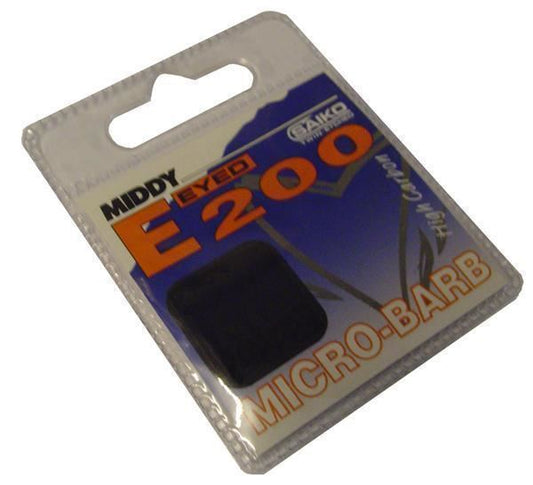 SAIKO
MIDDY
EYED
E200
High Carbon
MICRO-BARB